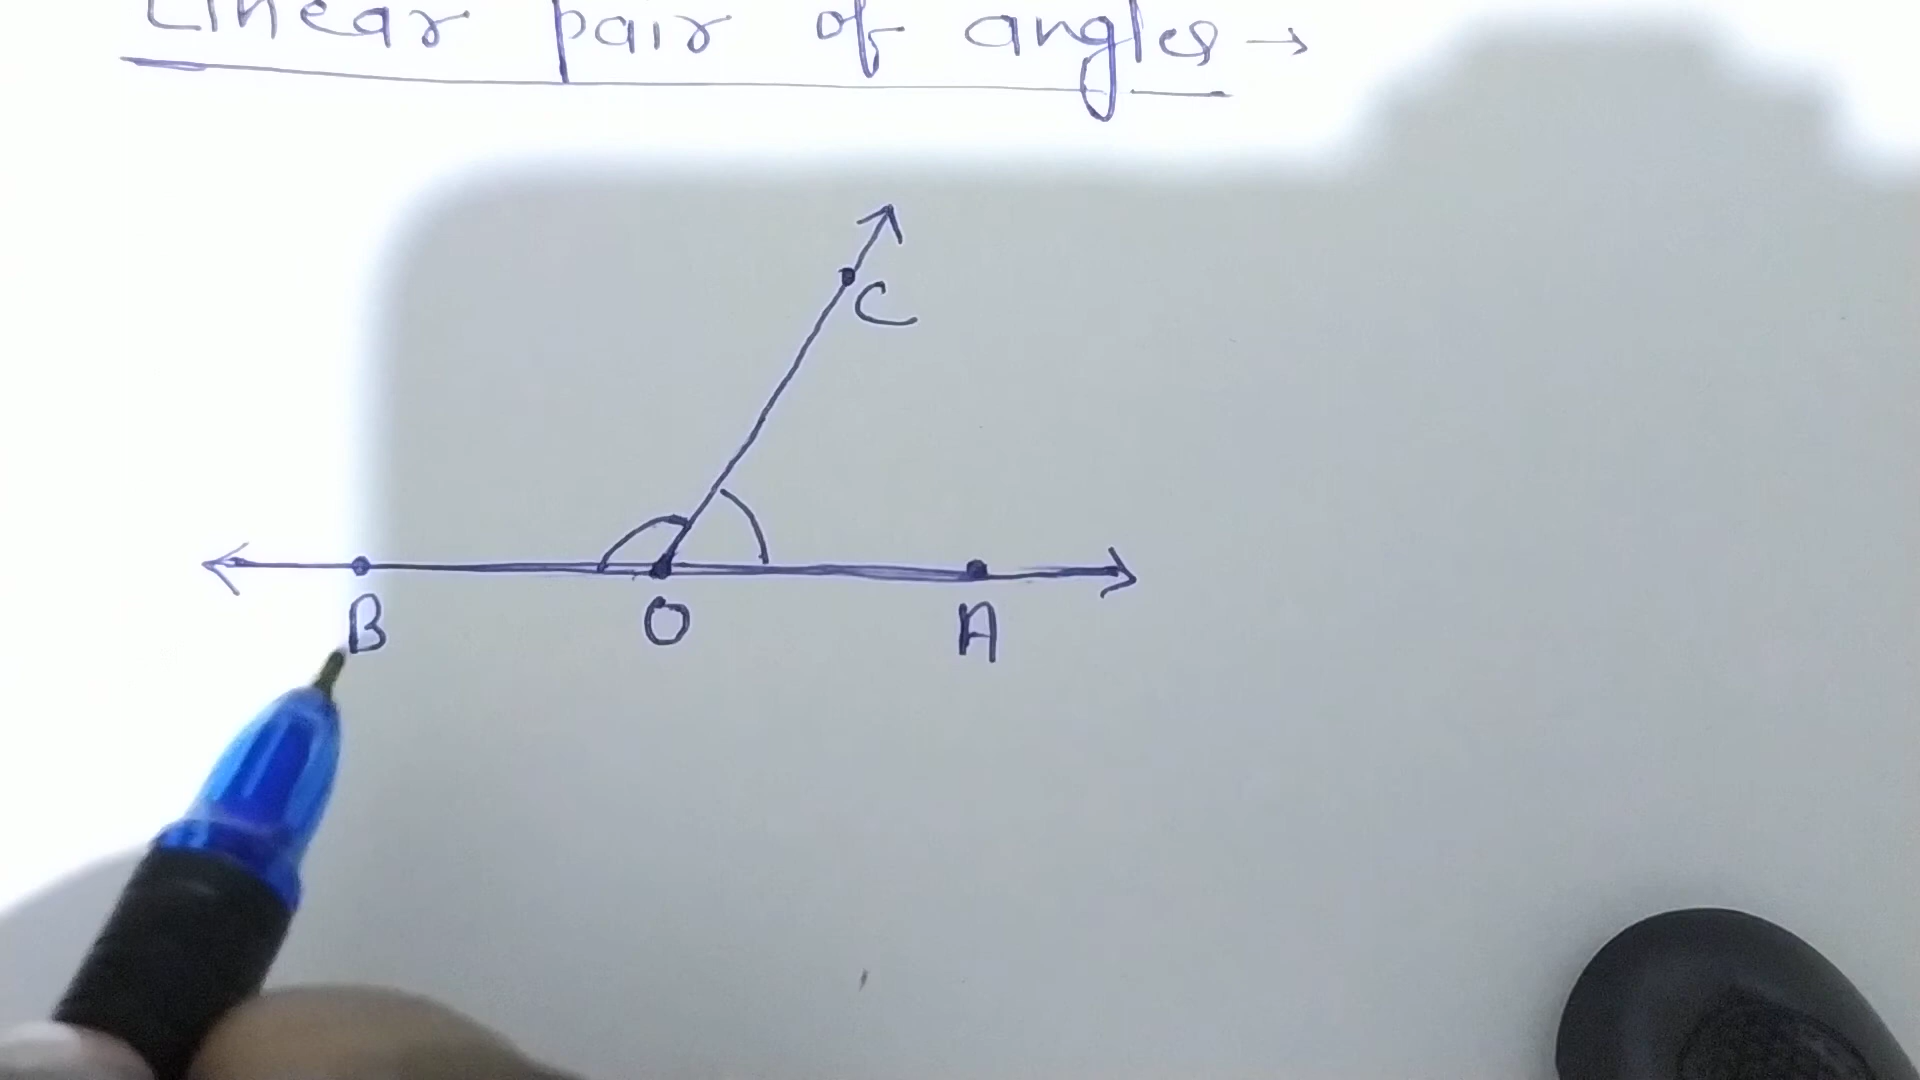 Linear pair of angles →
C
B O A